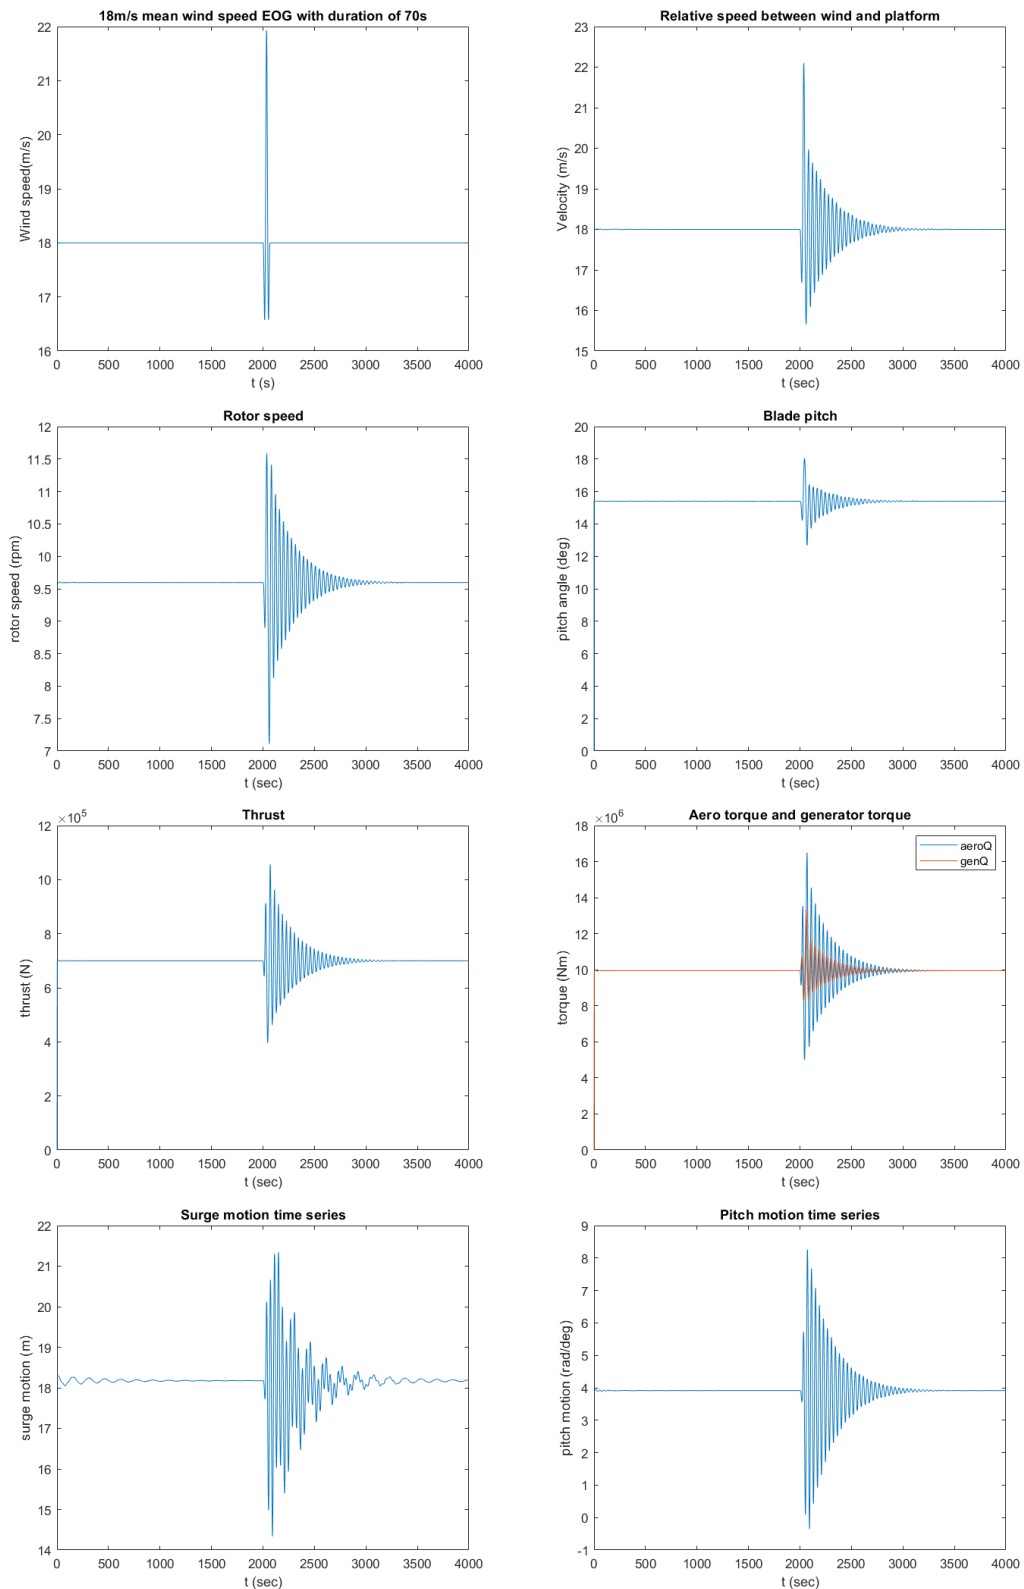 18m/s mean wind speed EOG with duration of 70s
22
21
20
19
18
17
16
Wind speed(m/s)
0 500 1000 1500 2000 2500 3000 3500 4000
t (s)
Relative speed between wind and platform
23
22
21
20
19
18
17
16
15
Velocity (m/s)
0 500 1000 1500 2000 2500 3000 3500 4000
t (sec)
Rotor speed
12
11.5
11
10.5
10
9.5
9
8.5
8
7.5
7
rotor speed (rpm)
0 500 1000 1500 2000 2500 3000 3500 4000
t (sec)
Blade pitch
20
18
16
14
12
10
8
6
4
2
0
pitch angle (deg)
0 500 1000 1500 2000 2500 3000 3500 4000
t (sec)
Thrust
×10^5
12
10
8
6
4
2
0
thrust (N)
0 500 1000 1500 2000 2500 3000 3500 4000
t (sec)
Aero torque and generator torque
×10^6
18
16
14
12
10
8
6
4
2
0
torque (Nm)
aeroQ
genQ
0 500 1000 1500 2000 2500 3000 3500 4000
t (sec)
Surge motion time series
22
21
20
19
18
17
16
15
14
surge motion (m)
0 500 1000 1500 2000 2500 3000 3500 4000
t (sec)
Pitch motion time series
9
8
7
6
5
4
3
2
1
0
-1
pitch motion (rad/deg)
0 500 1000 1500 2000 2500 3000 3500 4000
t (sec)